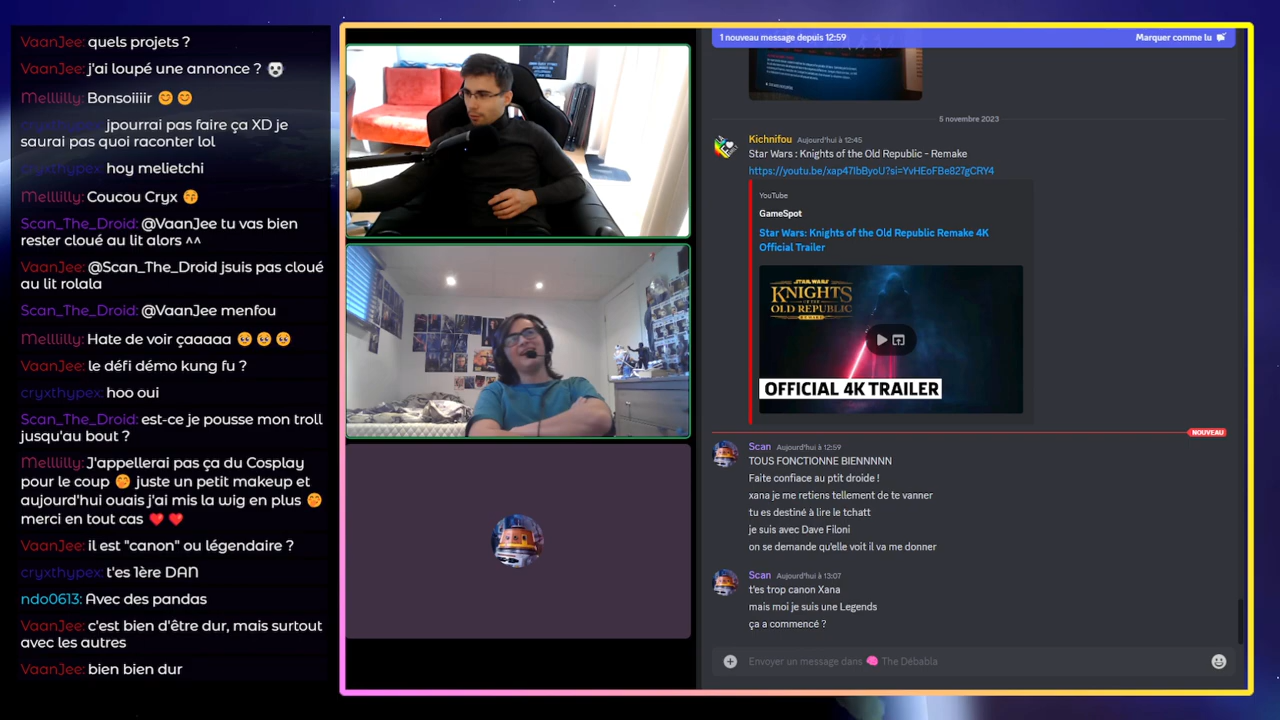 VaanJee: quels projets ?
VaanJee: j'ai loupé une annonce ? 💀
Melllilly: Bonsoiiiir 😊 😊
cryxthypex: jpourrai pas faire ça XD je
saurai pas quoi conter lol
cryxthypex: hoy melietchi
Melllilly: Coucou Cryx 😚
Scan_The_Droid: @VaanJee tu vas bien
rester cloué au lit alors ^^
VaanJee: @Scan_The_Droid jsuis pas cloué
au lit rolala
Scan_The_Droid: @VaanJee menfou
Melllilly: Hate de voir çaaaaa 🥹 🥹 🥹
VaanJee: le défi démo kung fu ?
cryxthypex: hoo oui
Scan_The_Droid: est-ce je pousse mon troll
jusqu'au bout ?
Melllilly: J'appellerai pas ça du Cosplay
pour le coup 🤭 juste un petit makeup et
aujourd'hui ouais j'ai mis la wig en plus 🤭
merci en tout cas ❤️ ❤️
VaanJee: il est "canon" ou légendaire ?
cryxthypex: t'es 1ère DAN
ndo0613: Avec des pandas
VaanJee: c'est bien d'être dur, mais surtout
avec les autres
VaanJee: bien bien dur
1 nouveau message depuis 12:59
Marquer comme lu
5 novembre 2023
Kichnifou Aujourd'hui à 12:45
Star Wars : Knights of the Old Republic - Remake
https://youtu.be/xap47IbByoU?si=YvHEoFBe827gCRY4
YouTube
GameSpot
Star Wars: Knights of the Old Republic Remake 4K
Official Trailer
STAR WARS
KNIGHTS
OF THE
OLD REPUBLIC
REMAKE
OFFICIAL 4K TRAILER
NOUVEAU
Scan Aujourd'hui à 12:59
TOUS FONCTIONNE BIENNNNN
Faite confiace au ptit droide !
xana je me retiens tellement de te vanner
tu es destiné à lire le tchatt
je suis avec Dave Filoni
on se demande qu'elle voit il va me donner
Scan Aujourd'hui à 13:07
t'es trop canon Xana
mais moi je suis une Legends
ça a commencé ?
Envoyer un message dans 🧠 The Débabla